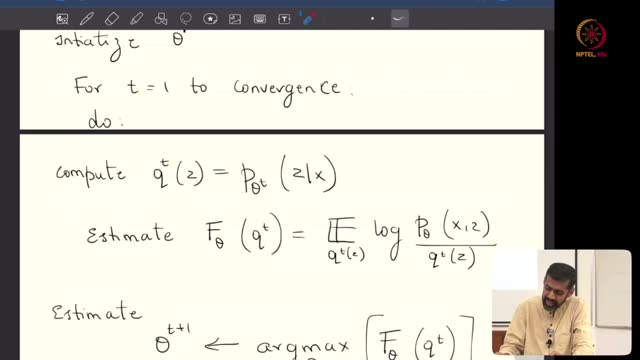 Intialize θ¹
For t = 1 to convergence.
do:
Compute qᵗ(z) = p_θᵗ (z|x)
Estimate F_θ (qᵗ) = 𝔼_qᵗ(z) log p_θ (x,z) / qᵗ(z)
Estimate
θᵗ⁺¹ ← argmax [F_θ (qᵗ)]
NPTEL